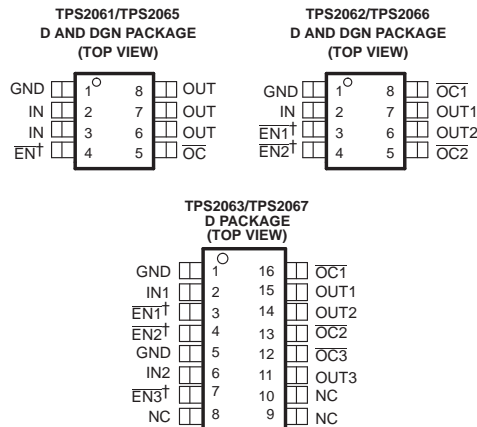 TPS2061/TPS2065
D AND DGN PACKAGE
(TOP VIEW)
GND 1 8 OUT
IN 2 7 OUT
IN 3 6 OUT
EN† 4 5 OC
TPS2062/TPS2066
D AND DGN PACKAGE
(TOP VIEW)
GND 1 8 OC1
IN 2 7 OUT1
EN1† 3 6 OUT2
EN2† 4 5 OC2
TPS2063/TPS2067
D PACKAGE
(TOP VIEW)
GND 1 16 OC1
IN1 2 15 OUT1
EN1† 3 14 OUT2
EN2† 4 13 OC2
GND 5 12 OC3
IN2 6 11 OUT3
EN3† 7 10 NC
NC 8 9 NC